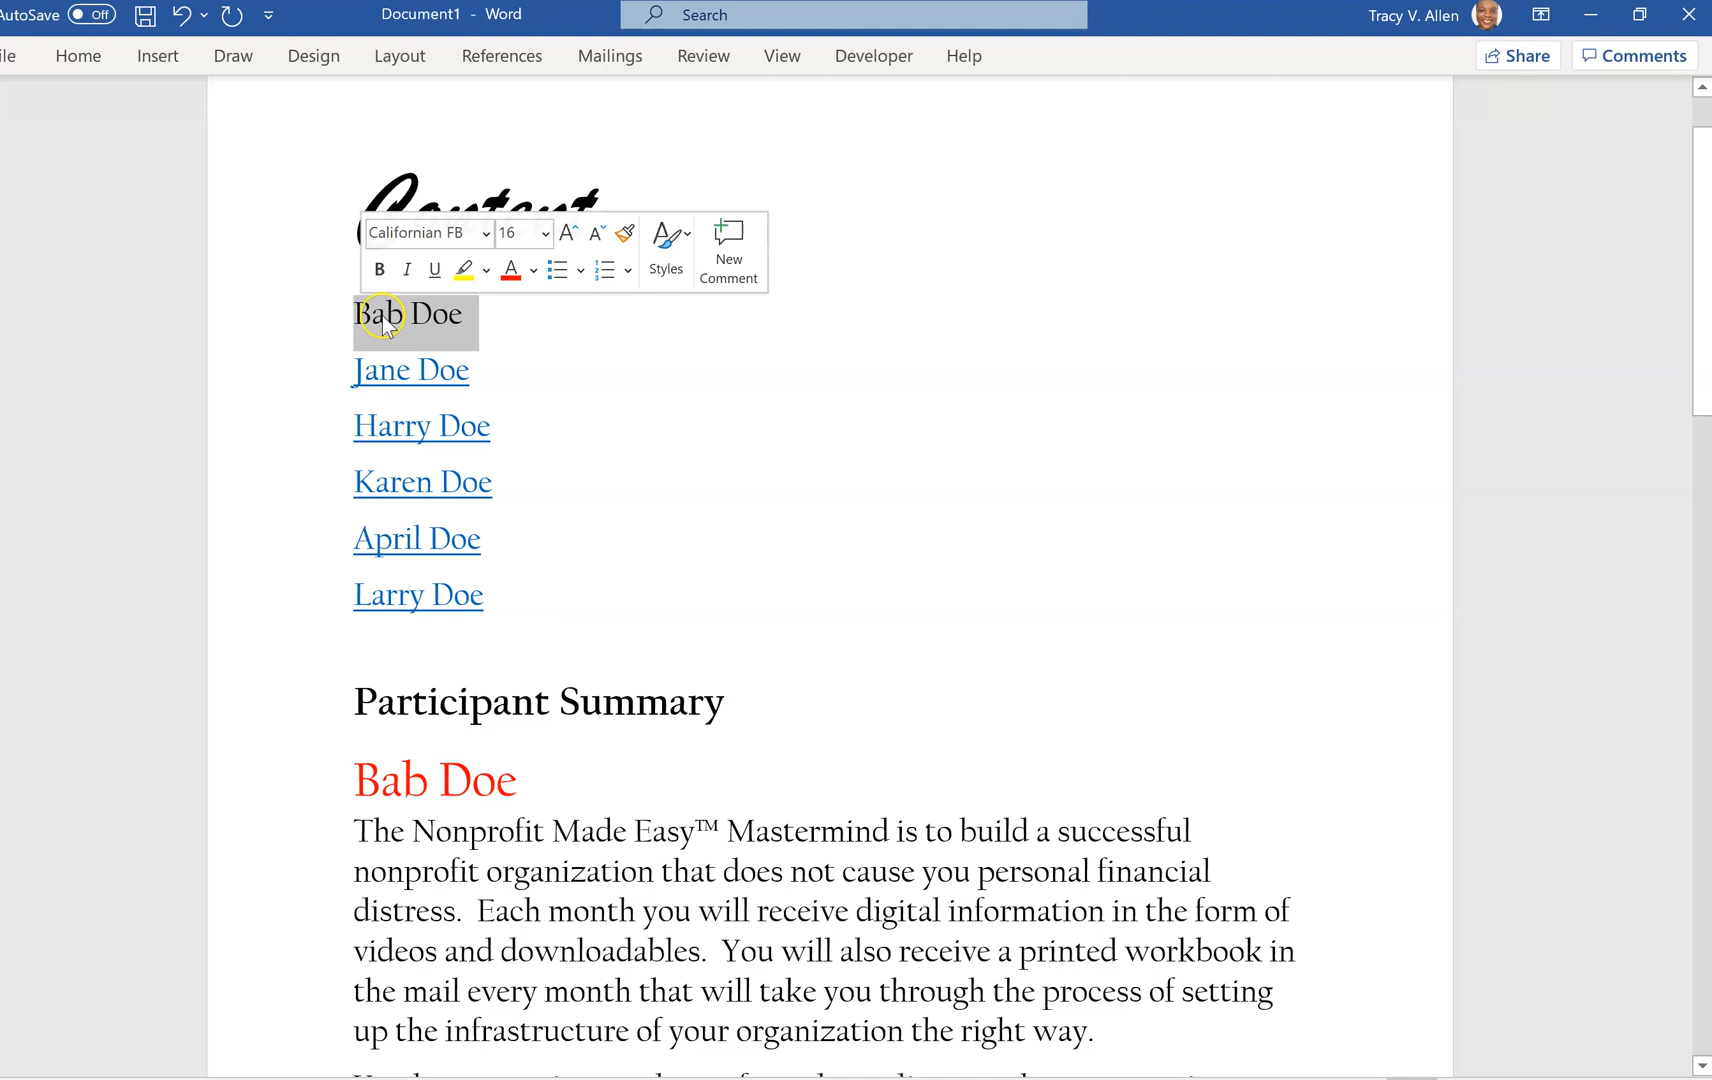 AutoSave Off Document1 - Word Search Tracy V. Allen
ile Home Insert Draw Design Layout References Mailings Review View Developer Help Share Comments
Content
Californian FB 16 A A Styles New Comment
B I U A
Bab Doe
Jane Doe
Harry Doe
Karen Doe
April Doe
Larry Doe
Participant Summary
Bab Doe
The Nonprofit Made Easy™ Mastermind is to build a successful
nonprofit organization that does not cause you personal financial
distress. Each month you will receive digital information in the form of
videos and downloadables. You will also receive a printed workbook in
the mail every month that will take you through the process of setting
up the infrastructure of your organization the right way.